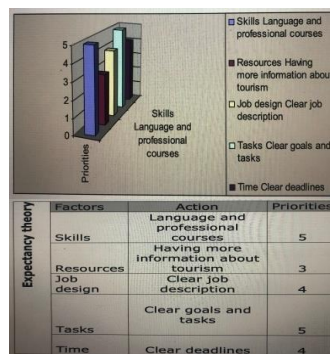 Skills Language and
professional courses
Resources Having
more information about
tourism
Job design Clear job
description
Tasks Clear goals and
tasks
Time Clear deadlines
5
4
3
2
1
0
Priorities
Skills
Language and
professional
courses
Expectancy theory
Factors Action Priorities
Skills Language and
professional
courses 5
Resources Having more
information about
tourism 3
Job
design Clear job
description 4
Tasks Clear goals and
tasks 5
Time Clear deadlines 4